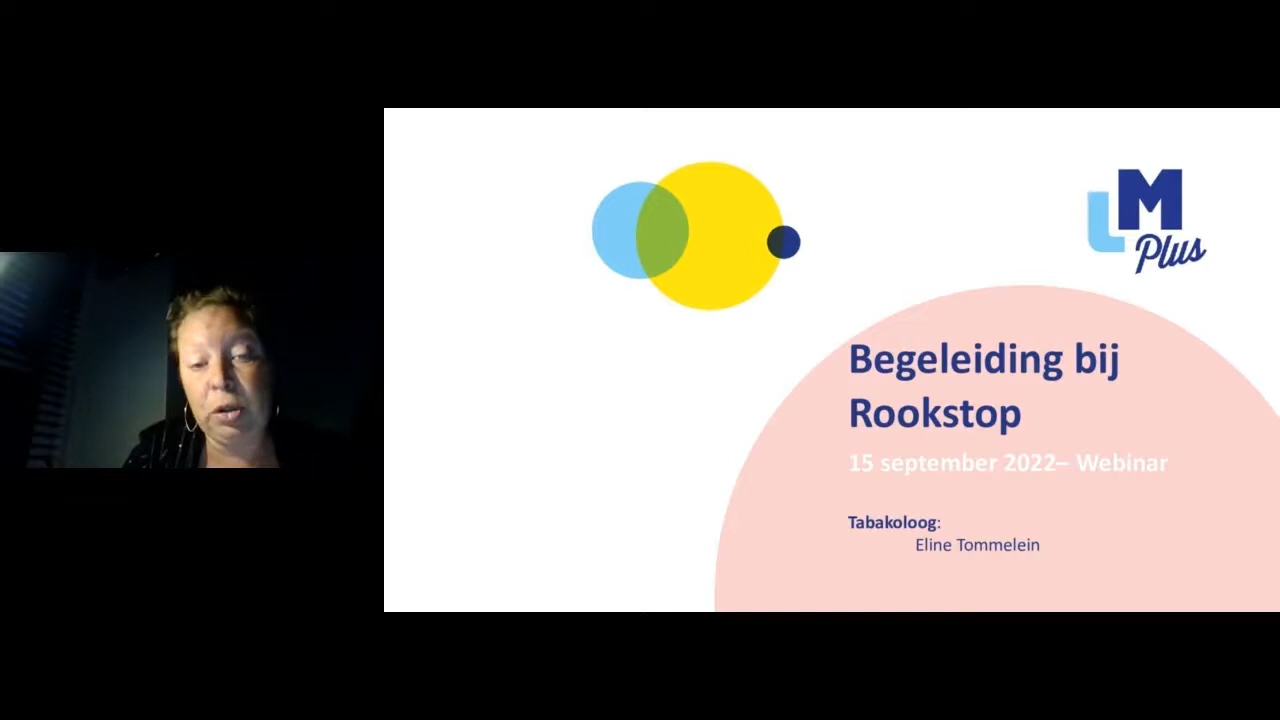 LM
Plus
Begeleiding bij
Rookstop
15 september 2022– Webinar
Tabakoloog:
Eline Tommelein